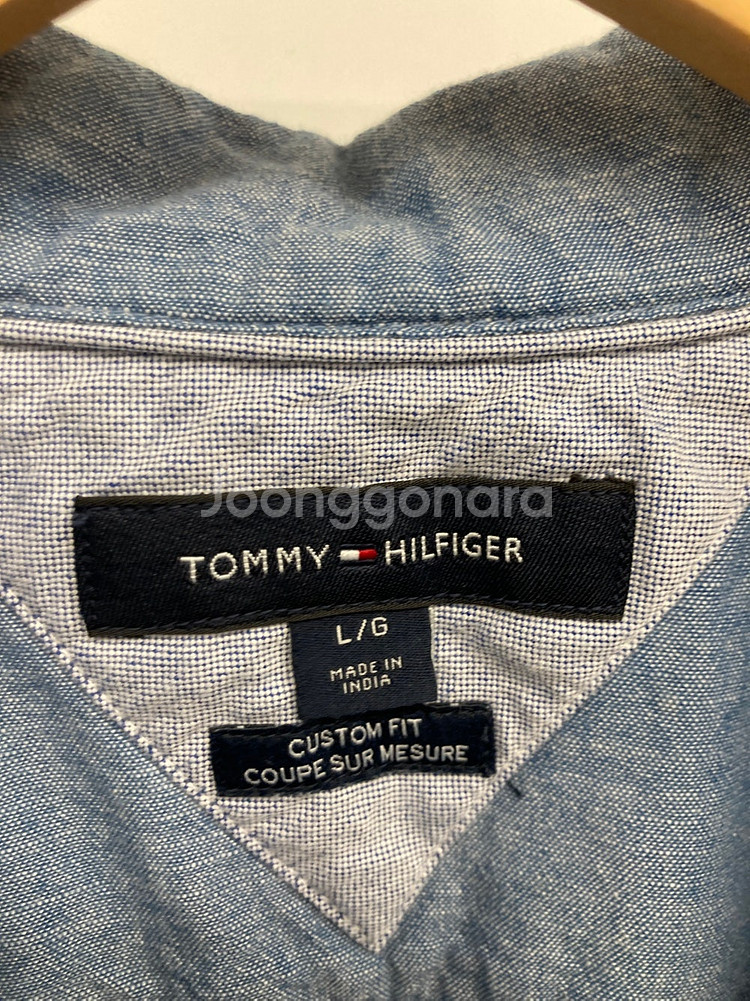 Joonggonara
TOMMY HILFIGER
L/G
MADE IN
INDIA
CUSTOM FIT
COUPE SUR MESURE